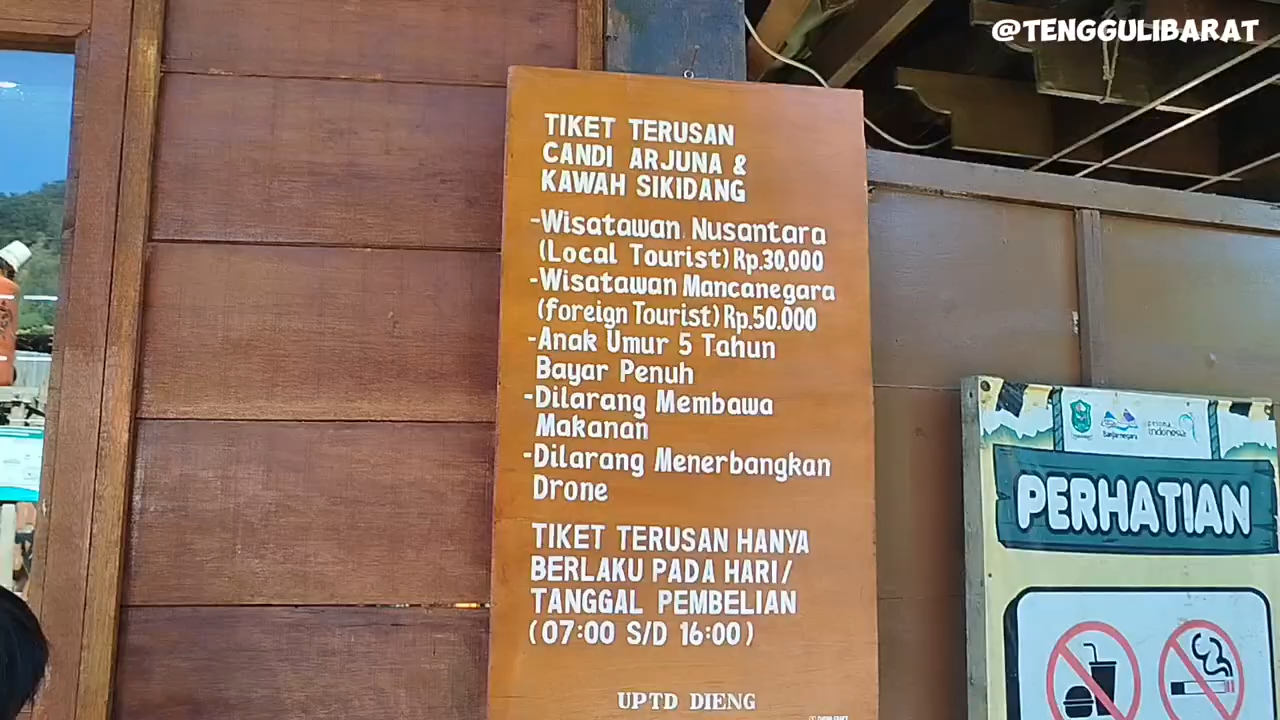 @TENGGULIBARAT
TIKET TERUSAN
CANDI ARJUNA &
KAWAH SIKIDANG
-Wisatawan Nusantara
(Local Tourist) Rp.30.000
-Wisatawan Mancanegara
(foreign Tourist) Rp.50.000
-Anak Umur 5 Tahun
Bayar Penuh
-Dilarang Membawa
Makanan
-Dilarang Menerbangkan
Drone
TIKET TERUSAN HANYA
BERLAKU PADA HARI/
TANGGAL PEMBELIAN
(07:00 S/D 16:00)
UPTD DIENG
Banjarnegara
pesona indonesia
PERHATIAN